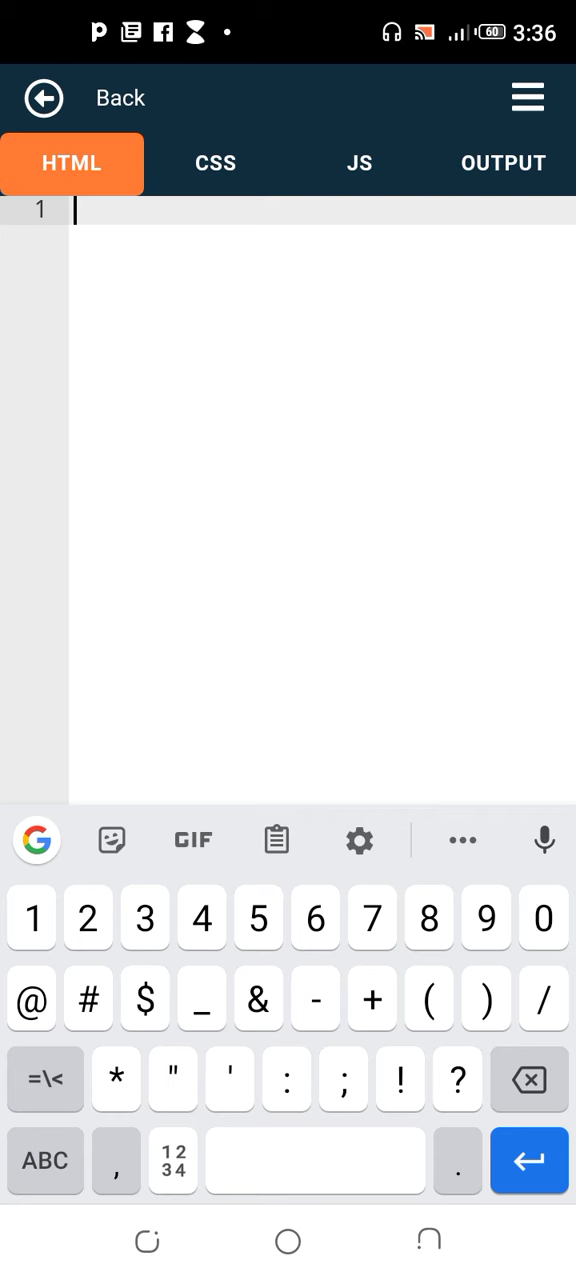 60 3:36
Back
HTML CSS JS OUTPUT
1
G GIF
1 2 3 4 5 6 7 8 9 0
@ # $ _ & - + ( ) /
=\< * " ' : ; ! ?
ABC , 12 34 .